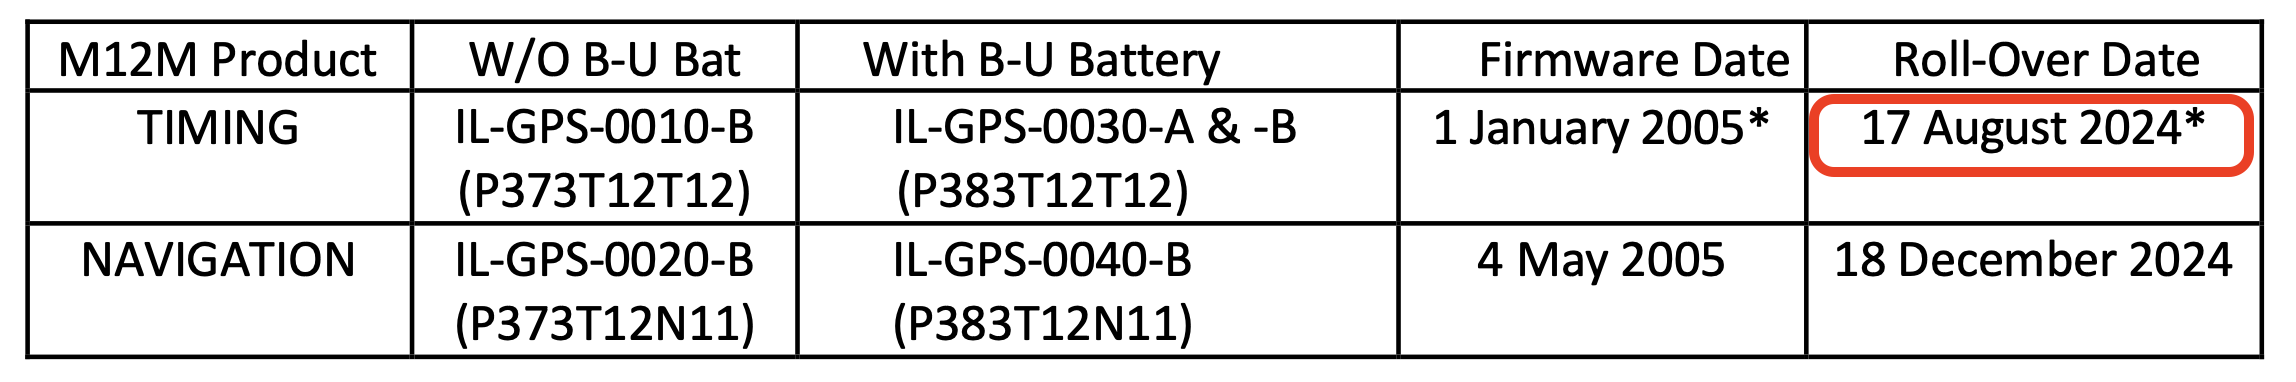 M12M Product W/O B-U Bat With B-U Battery Firmware Date Roll-Over Date
TIMING IL-GPS-0010-B IL-GPS-0030-A & -B 1 January 2005* 17 August 2024*
(P373T12T12) (P383T12T12)
NAVIGATION IL-GPS-0020-B IL-GPS-0040-B 4 May 2005 18 December 2024
(P373T12N11) (P383T12N11)